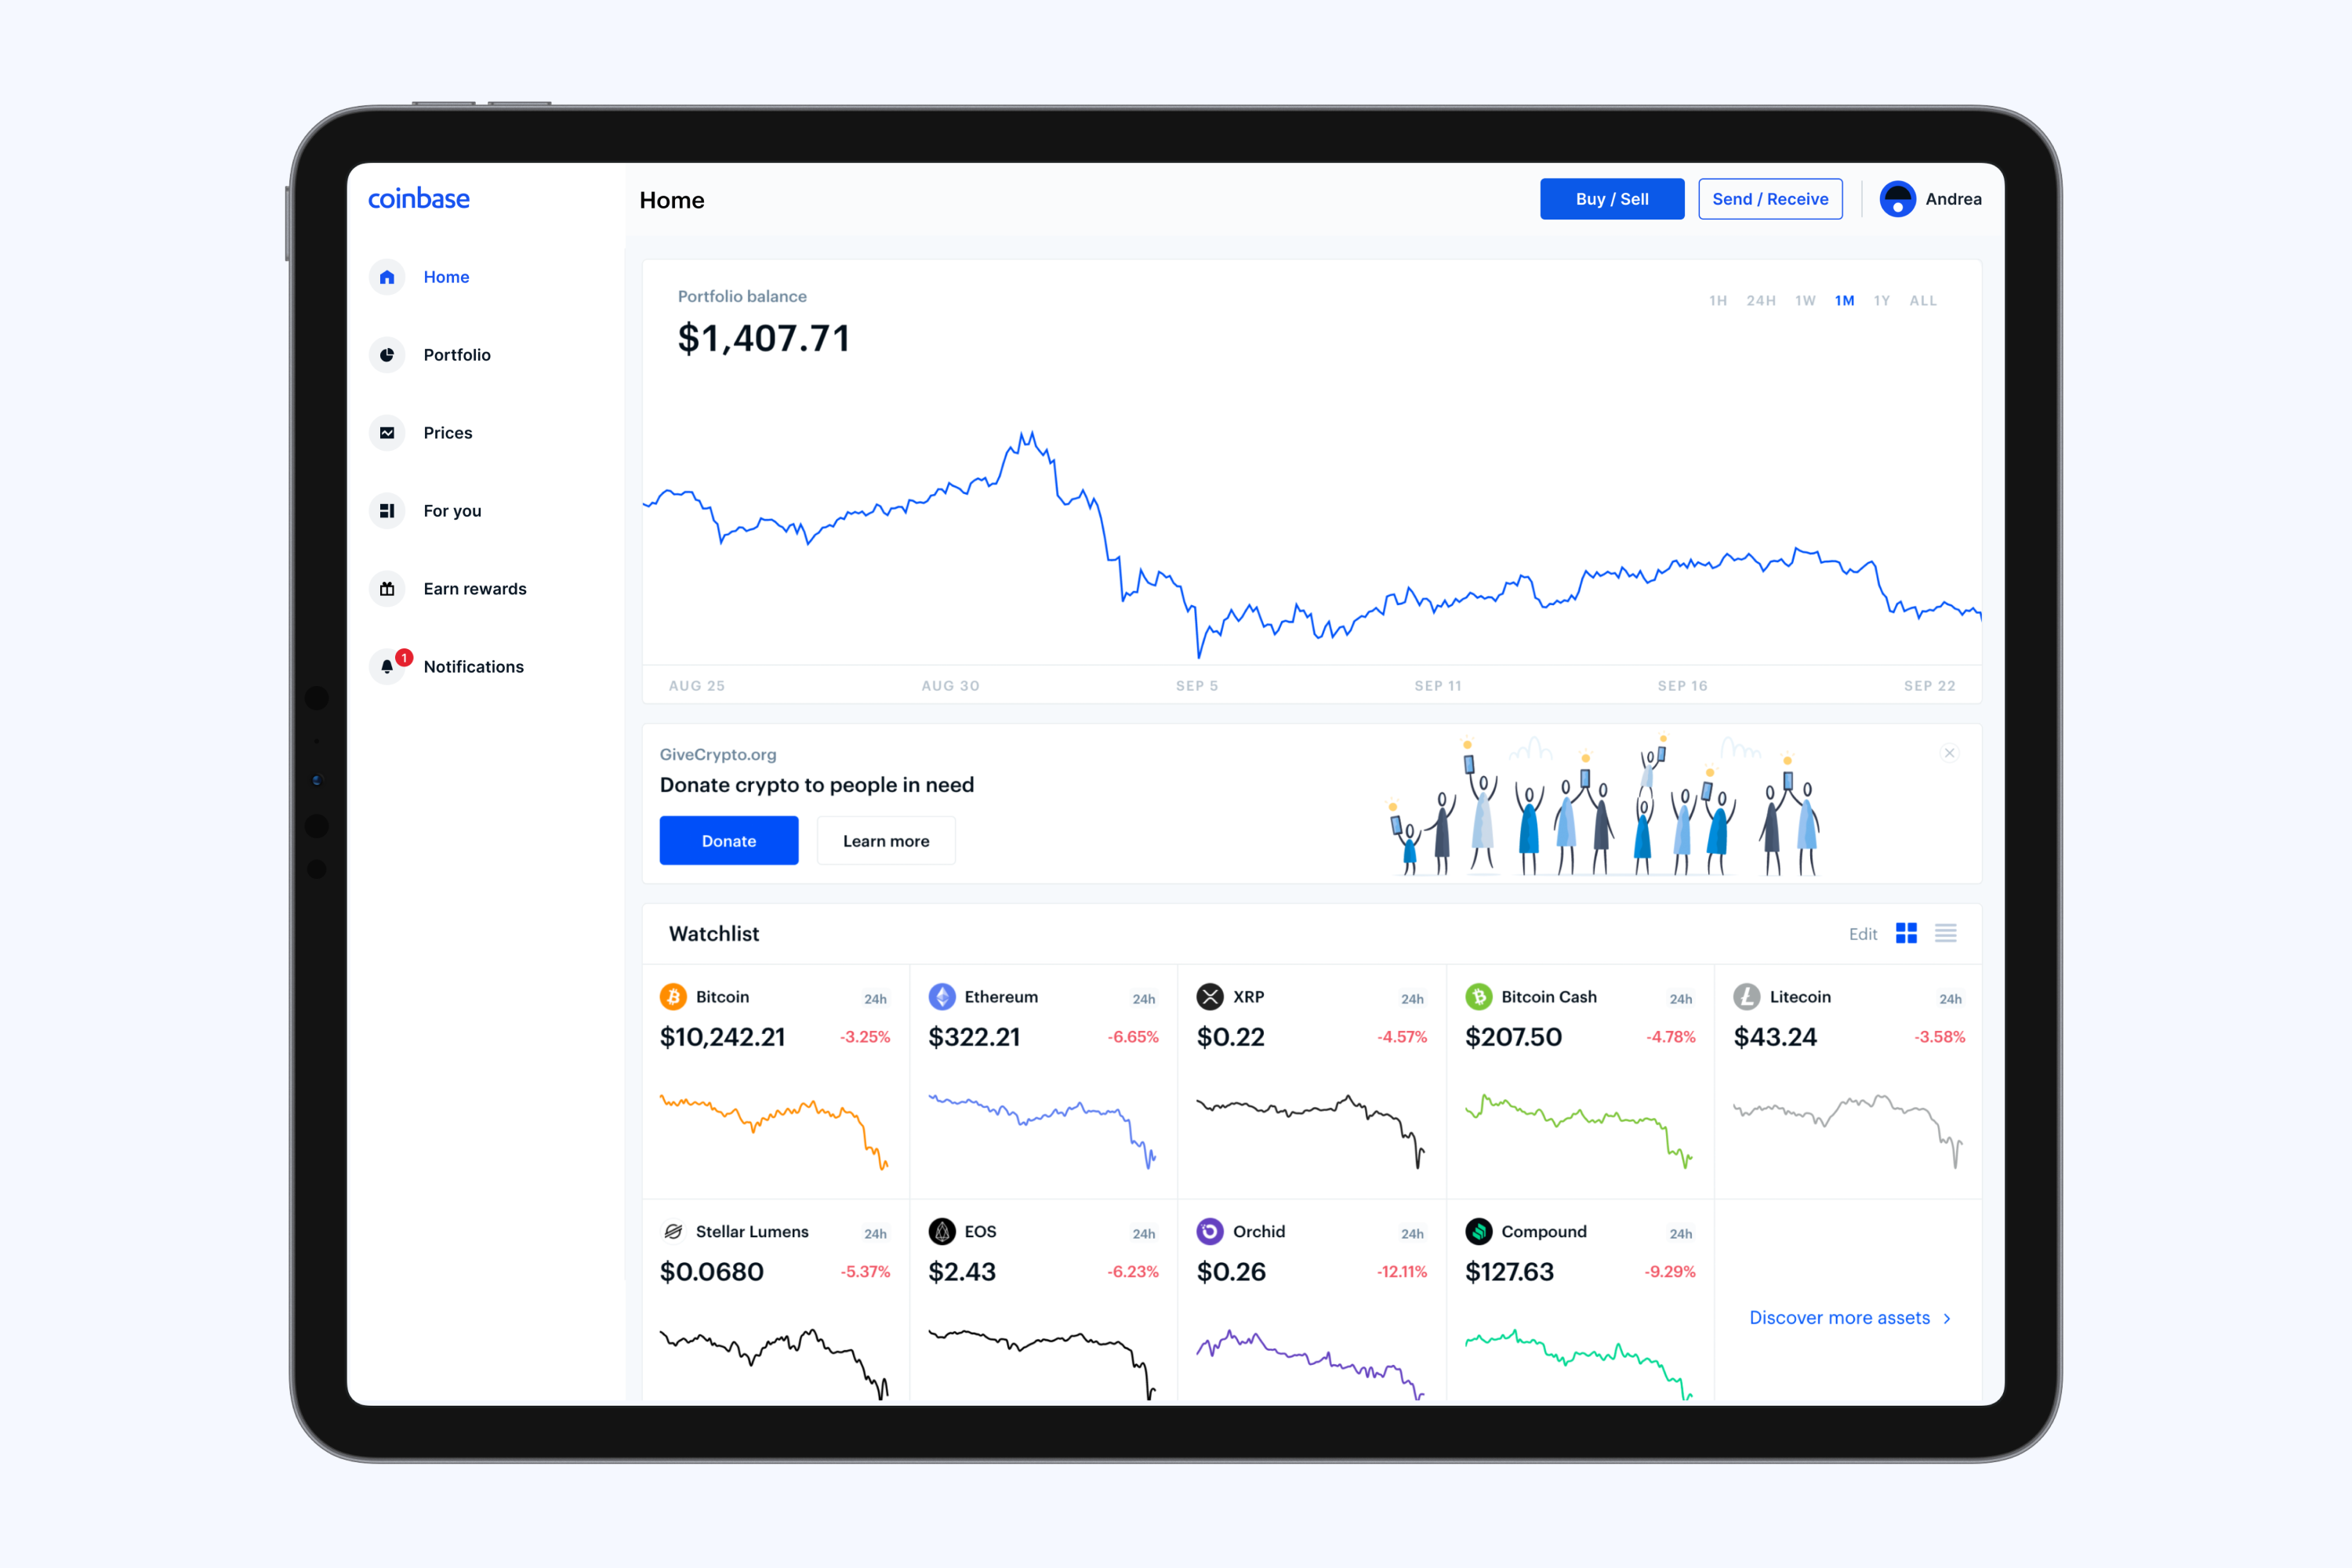 coinbase
Home
Buy / Sell
Send / Receive
Andrea
Home
Portfolio
Prices
For you
Earn rewards
1
Notifications
Portfolio balance
$1,407.71
1H 24H 1W 1M 1Y ALL
AUG 25 AUG 30 SEP 5 SEP 11 SEP 16 SEP 22
GiveCrypto.org
Donate crypto to people in need
Donate
Learn more
Watchlist
Edit
Bitcoin 24h
$10,242.21 -3.25%
Ethereum 24h
$322.21 -6.65%
XRP 24h
$0.22 -4.57%
Bitcoin Cash 24h
$207.50 -4.78%
Litecoin 24h
$43.24 -3.58%
Stellar Lumens 24h
$0.0680 -5.37%
EOS 24h
$2.43 -6.23%
Orchid 24h
$0.26 -12.11%
Compound 24h
$127.63 -9.29%
Discover more assets